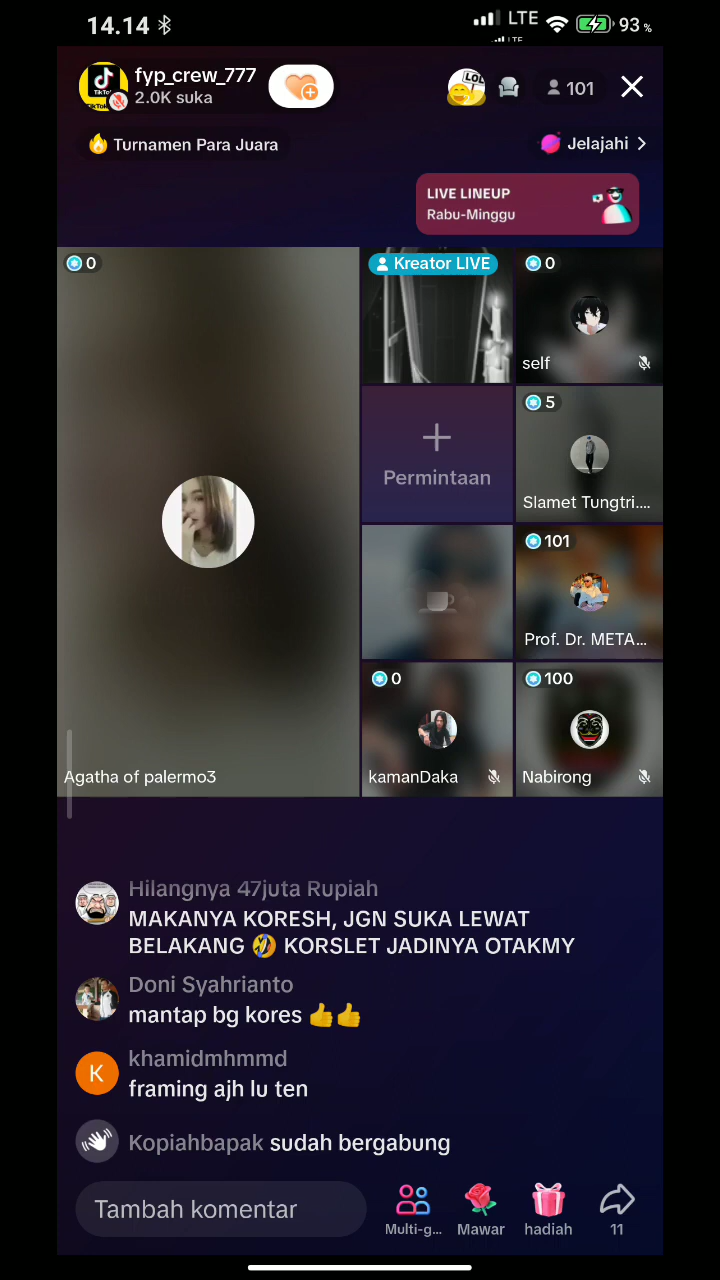 14.14
LTE
93 %
LTE
fyp_crew_777
2.0K suka
LOL
101
Turnamen Para Juara
Jelajahi
LIVE LINEUP
Rabu-Minggu
0
Kreator LIVE
0
self
Permintaan
5
Slamet Tungtri....
101
Prof. Dr. META...
Agatha of palermo3
0
kamanDaka
100
Nabirong
Hilangnya 47juta Rupiah
MAKANYA KORESH, JGN SUKA LEWAT
BELAKANG 🤣 KORSLET JADINYA OTAKMY
Doni Syahrianto
mantap bg kores 👍👍
K
khamidmhmmd
framing ajh lu ten
Kopiahbapak sudah bergabung
Tambah komentar
Multi-g...
Mawar
hadiah
11